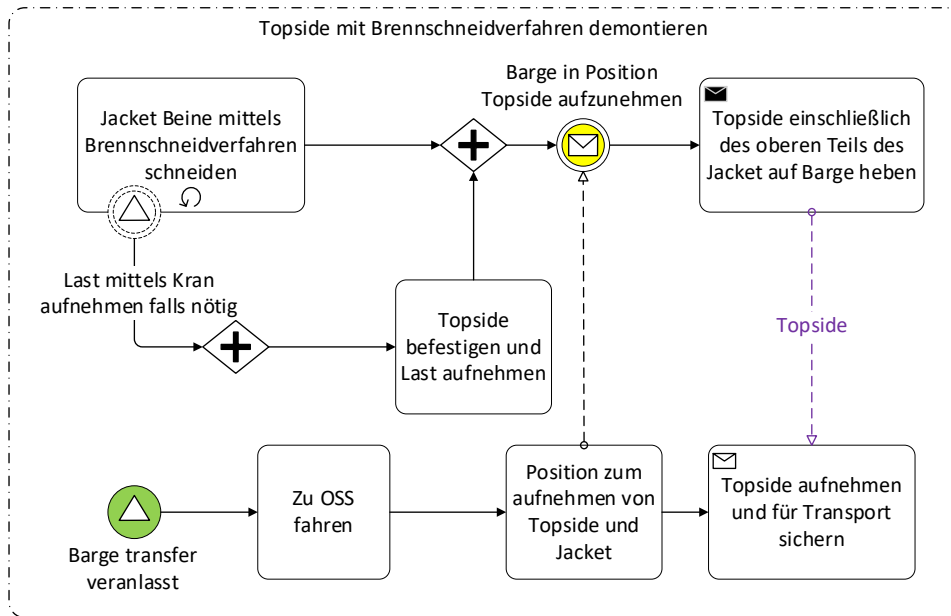 Topside mit Brennschneidverfahren demontieren
Barge in Position
Topside aufzunehmen
Jacket Beine mittels
Brennschneidverfahren
schneiden
Topside einschließlich
des oberen Teils des
Jacket auf Barge heben
Last mittels Kran
aufnehmen falls nötig
Topside
befestigen und
Last aufnehmen
Topside
Zu OSS
fahren
Position zum
aufnehmen von
Topside und
Jacket
Topside aufnehmen
und für Transport
sichern
Barge transfer
veranlasst